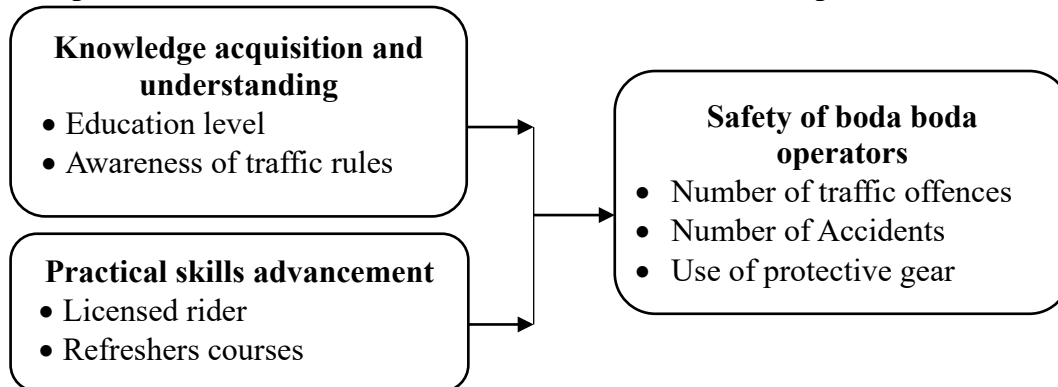 Knowledge acquisition and
understanding
• Education level
• Awareness of traffic rules
Practical skills advancement
• Licensed rider
• Refreshers courses
Safety of boda boda
operators
• Number of traffic offences
• Number of Accidents
• Use of protective gear